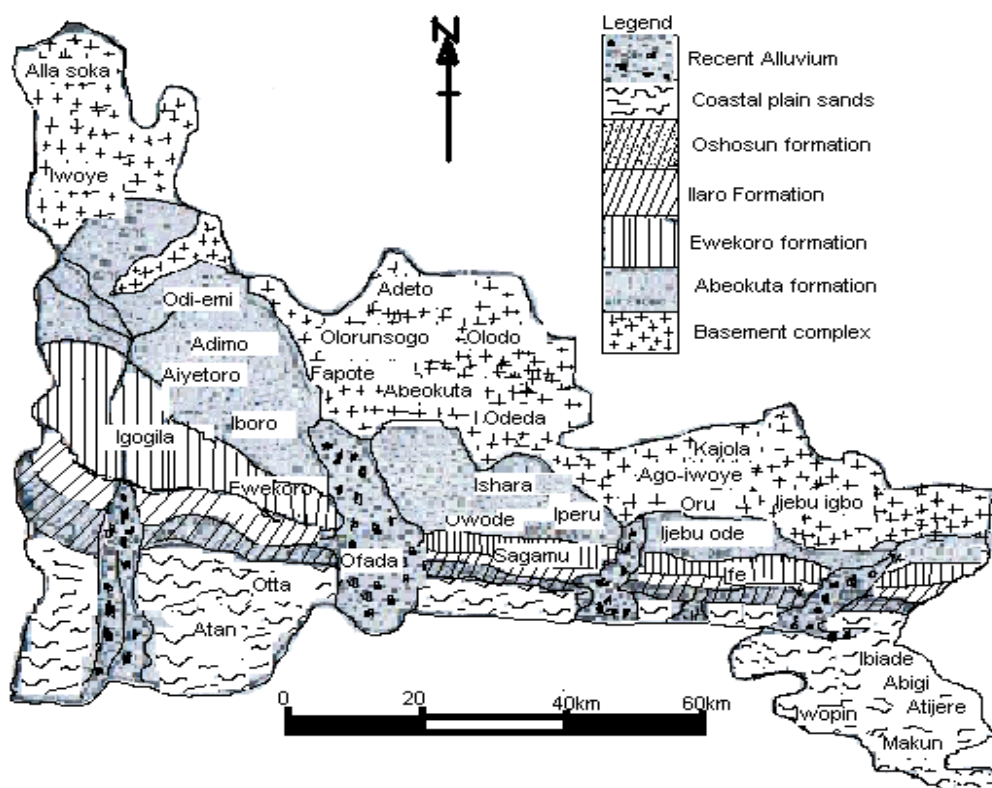 N
Legend
Recent Alluvium
Coastal plain sands
Oshosun formation
Ilaro Formation
Ewekoro formation
Abeokuta formation
Basement complex
Alla soka
Iwoye
Odi-emi
Adimo
Aiyetoro
Iboro
Igogila
Ewekoro
Adeto
Olorunsogo
Olodo
Fapote
Abeokuta
Odeda
Kajola
Ago-iwoye
Ishara
Oru
Ijebu igbo
Iperu
Owode
Ijebu ode
Ofada
Sagamu
Ife
Otta
Atan
Ibiade
Abigi
Iwopin
Atijere
Makun
0
20
40km
60km